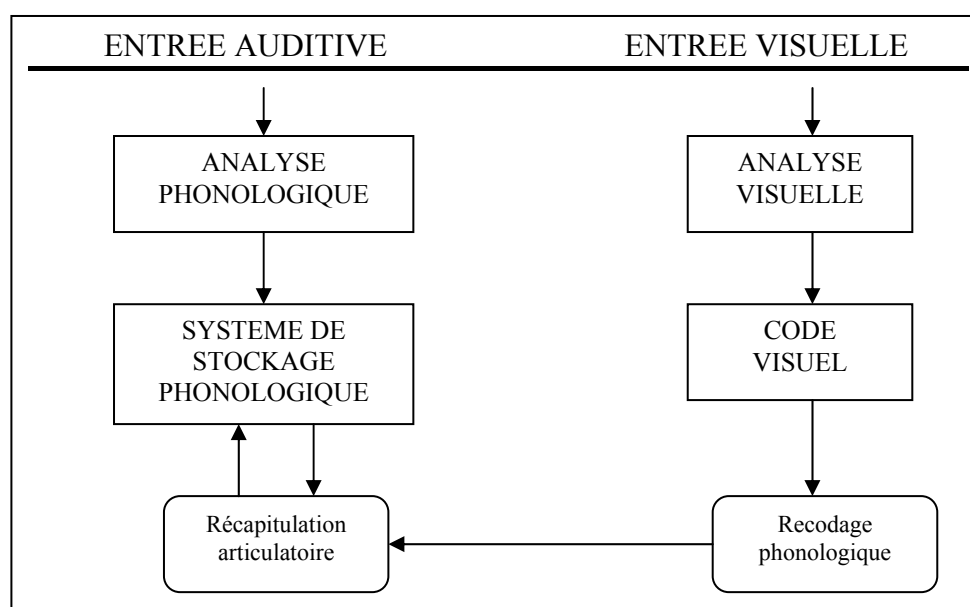 ENTREE AUDITIVE
ENTREE VISUELLE
ANALYSE
PHONOLOGIQUE
ANALYSE
VISUELLE
SYSTEME DE
STOCKAGE
PHONOLOGIQUE
CODE
VISUEL
Récapitulation
articulatoire
Recodage
phonologique